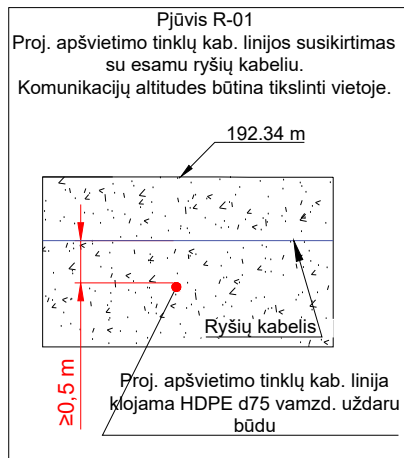 Pjūvis R-01
Proj. apšvietimo tinklų kab. linijos susikirtimas
su esamu ryšių kabeliu.
Komunikacijų altitudes būtina tikslinti vietoje.
192.34 m
Ryšių kabelis
≥0,5 m
Proj. apšvietimo tinklų kab. linija
klojama HDPE d75 vamzd. uždaru
būdu